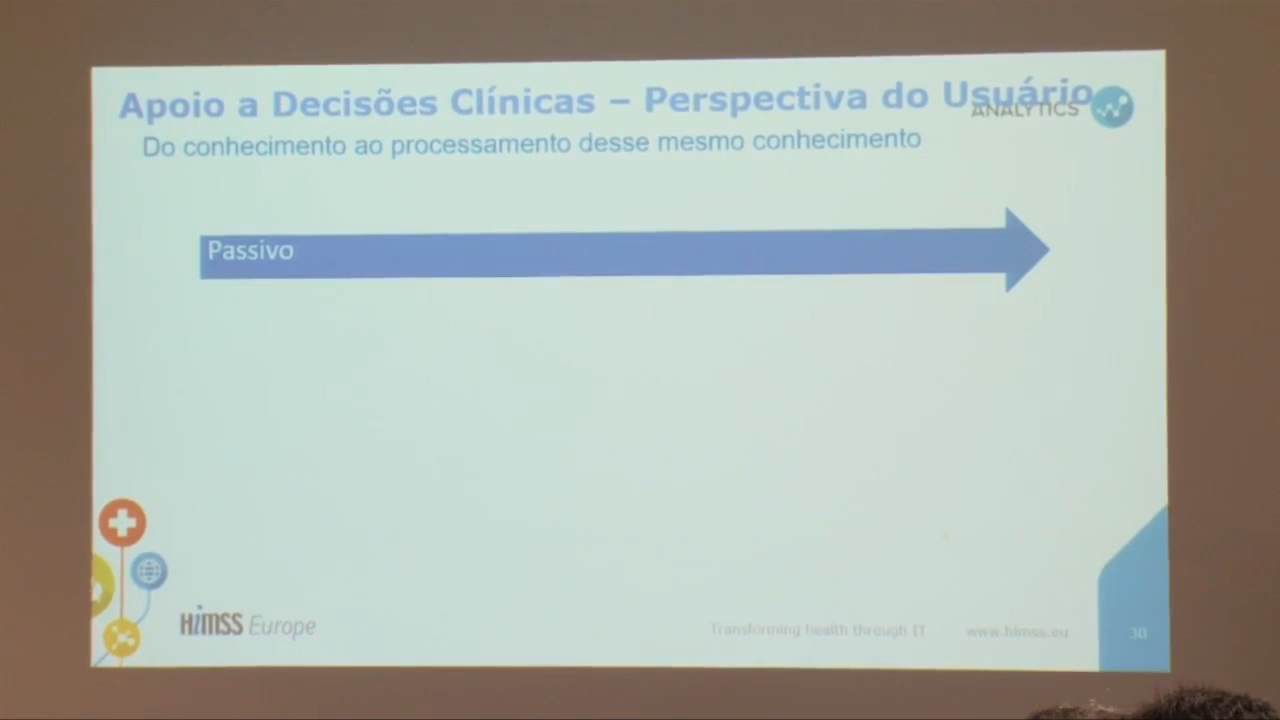 Apoio a Decisões Clínicas – Perspectiva do Usuário
ANALYTICS
Do conhecimento ao processamento desse mesmo conhecimento
Passivo
HiMSS Europe
Transforming health through IT
www.himss.eu
30